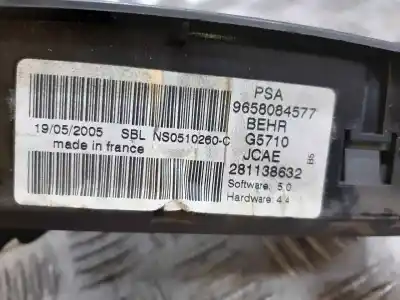 PSA
9658084577
BEHR
G5710
JCAE
281138632
Software: 5.0
Hardware: 4.4
B5
19/05/2005 SBL NS0510260-C
made in france